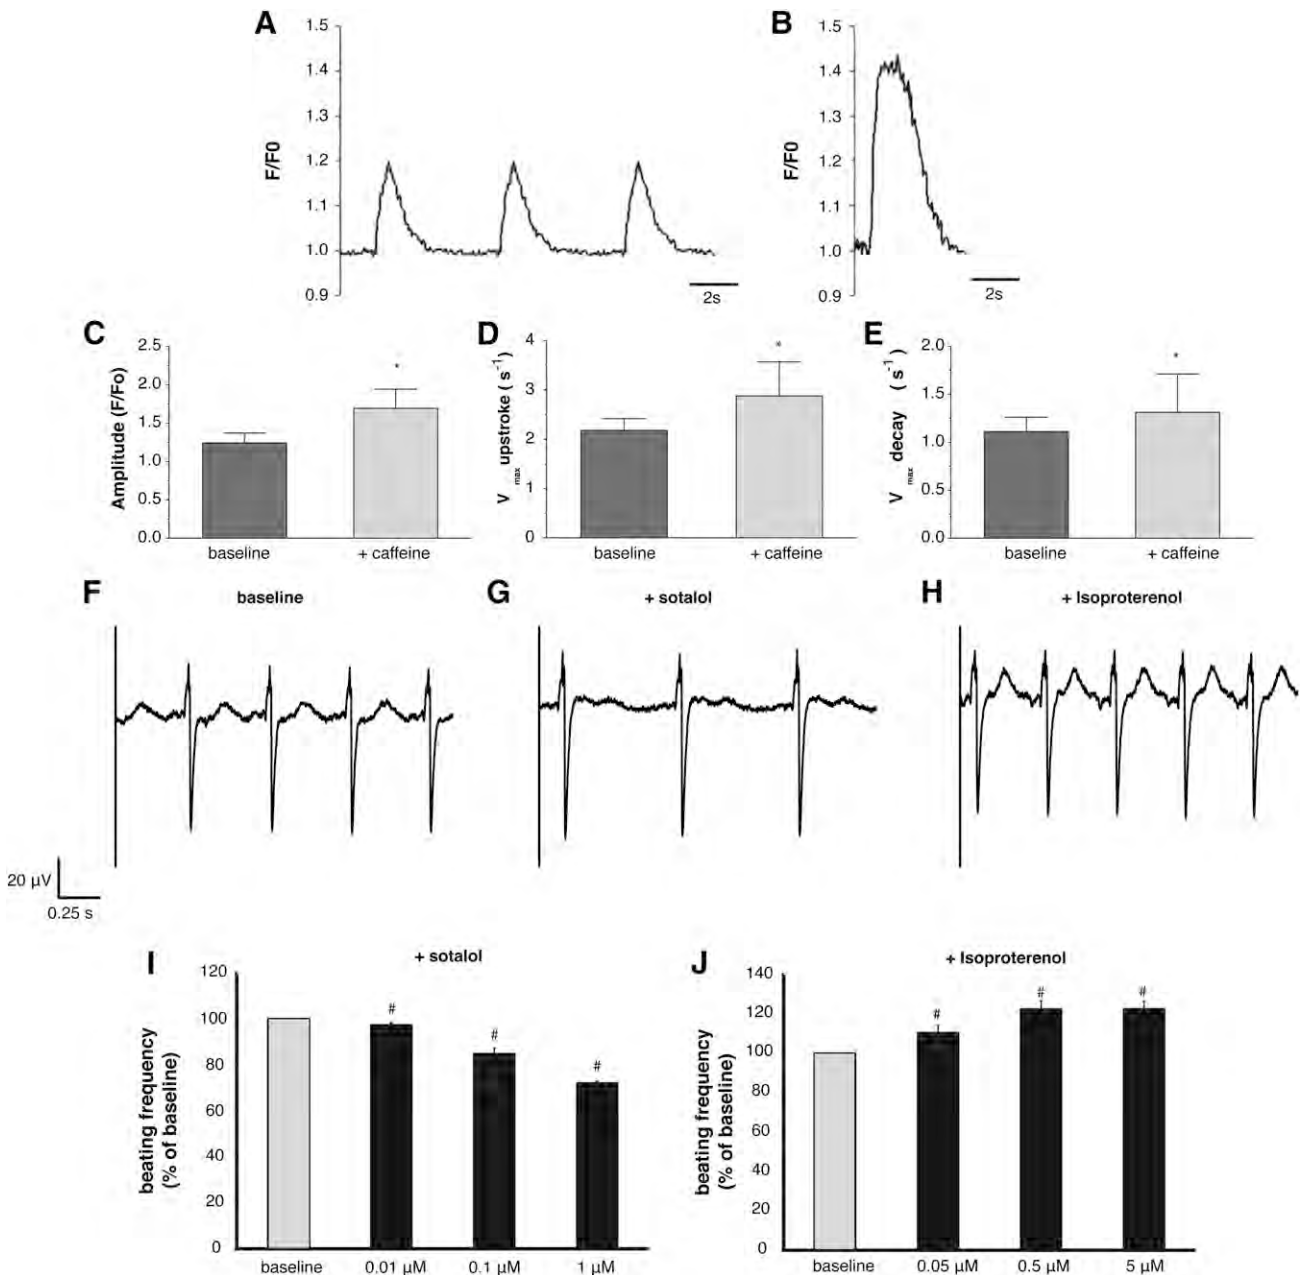 A
1.5
1.4
1.3
1.2
1.1
1.0
0.9
F/F0
2s
B
1.5
1.4
1.3
1.2
1.1
1.0
0.9
F/F0
2s
C
2.5
2.0
1.5
1.0
0.5
0.0
Amplitude (F/Fo)
*
baseline
+ caffeine
D
4
3
2
1
0
V max upstroke ( s-1)
*
baseline
+ caffeine
E
2.0
1.5
1.0
0.5
0.0
V max decay ( s-1)
*
baseline
+ caffeine
F
baseline
G
+ sotalol
H
+ Isoproterenol
20 µV
0.25 s
I
+ sotalol
120
100
80
60
40
20
0
beating frequency
(% of baseline)
#
#
#
baseline
0.01 µM
0.1 µM
1 µM
J
+ Isoproterenol
140
120
100
80
60
40
20
0
beating frequency
(% of baseline)
#
#
#
baseline
0.05 µM
0.5 µM
5 µM